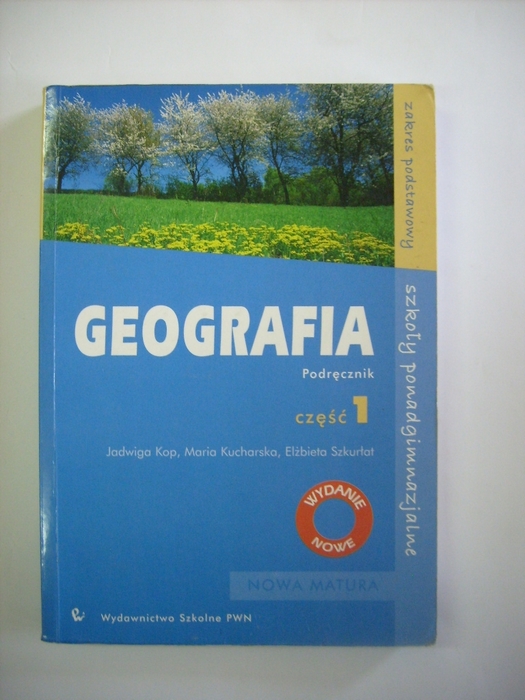 zakres podstawowy
szkoły ponadgimnazjalne
GEOGRAFIA
Podręcznik
część 1
Jadwiga Kop, Maria Kucharska, Elżbieta Szkurłat
WYDANIE
NOWE
NOWA MATURA
Wydawnictwo Szkolne PWN